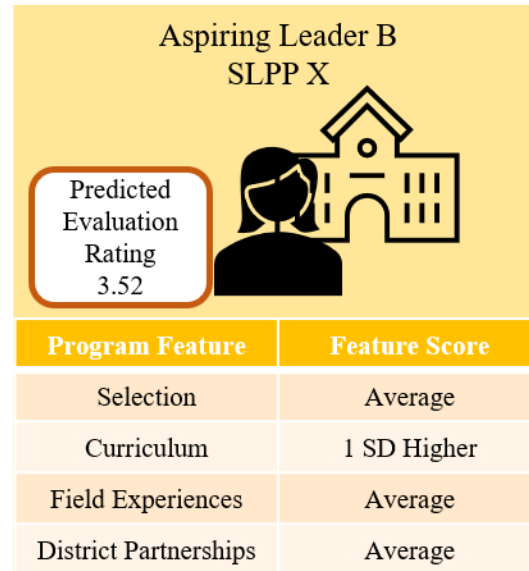 Aspiring Leader B
SLPP X
Predicted
Evaluation
Rating
3.52
Program Feature Feature Score
Selection Average
Curriculum 1 SD Higher
Field Experiences Average
District Partnerships Average